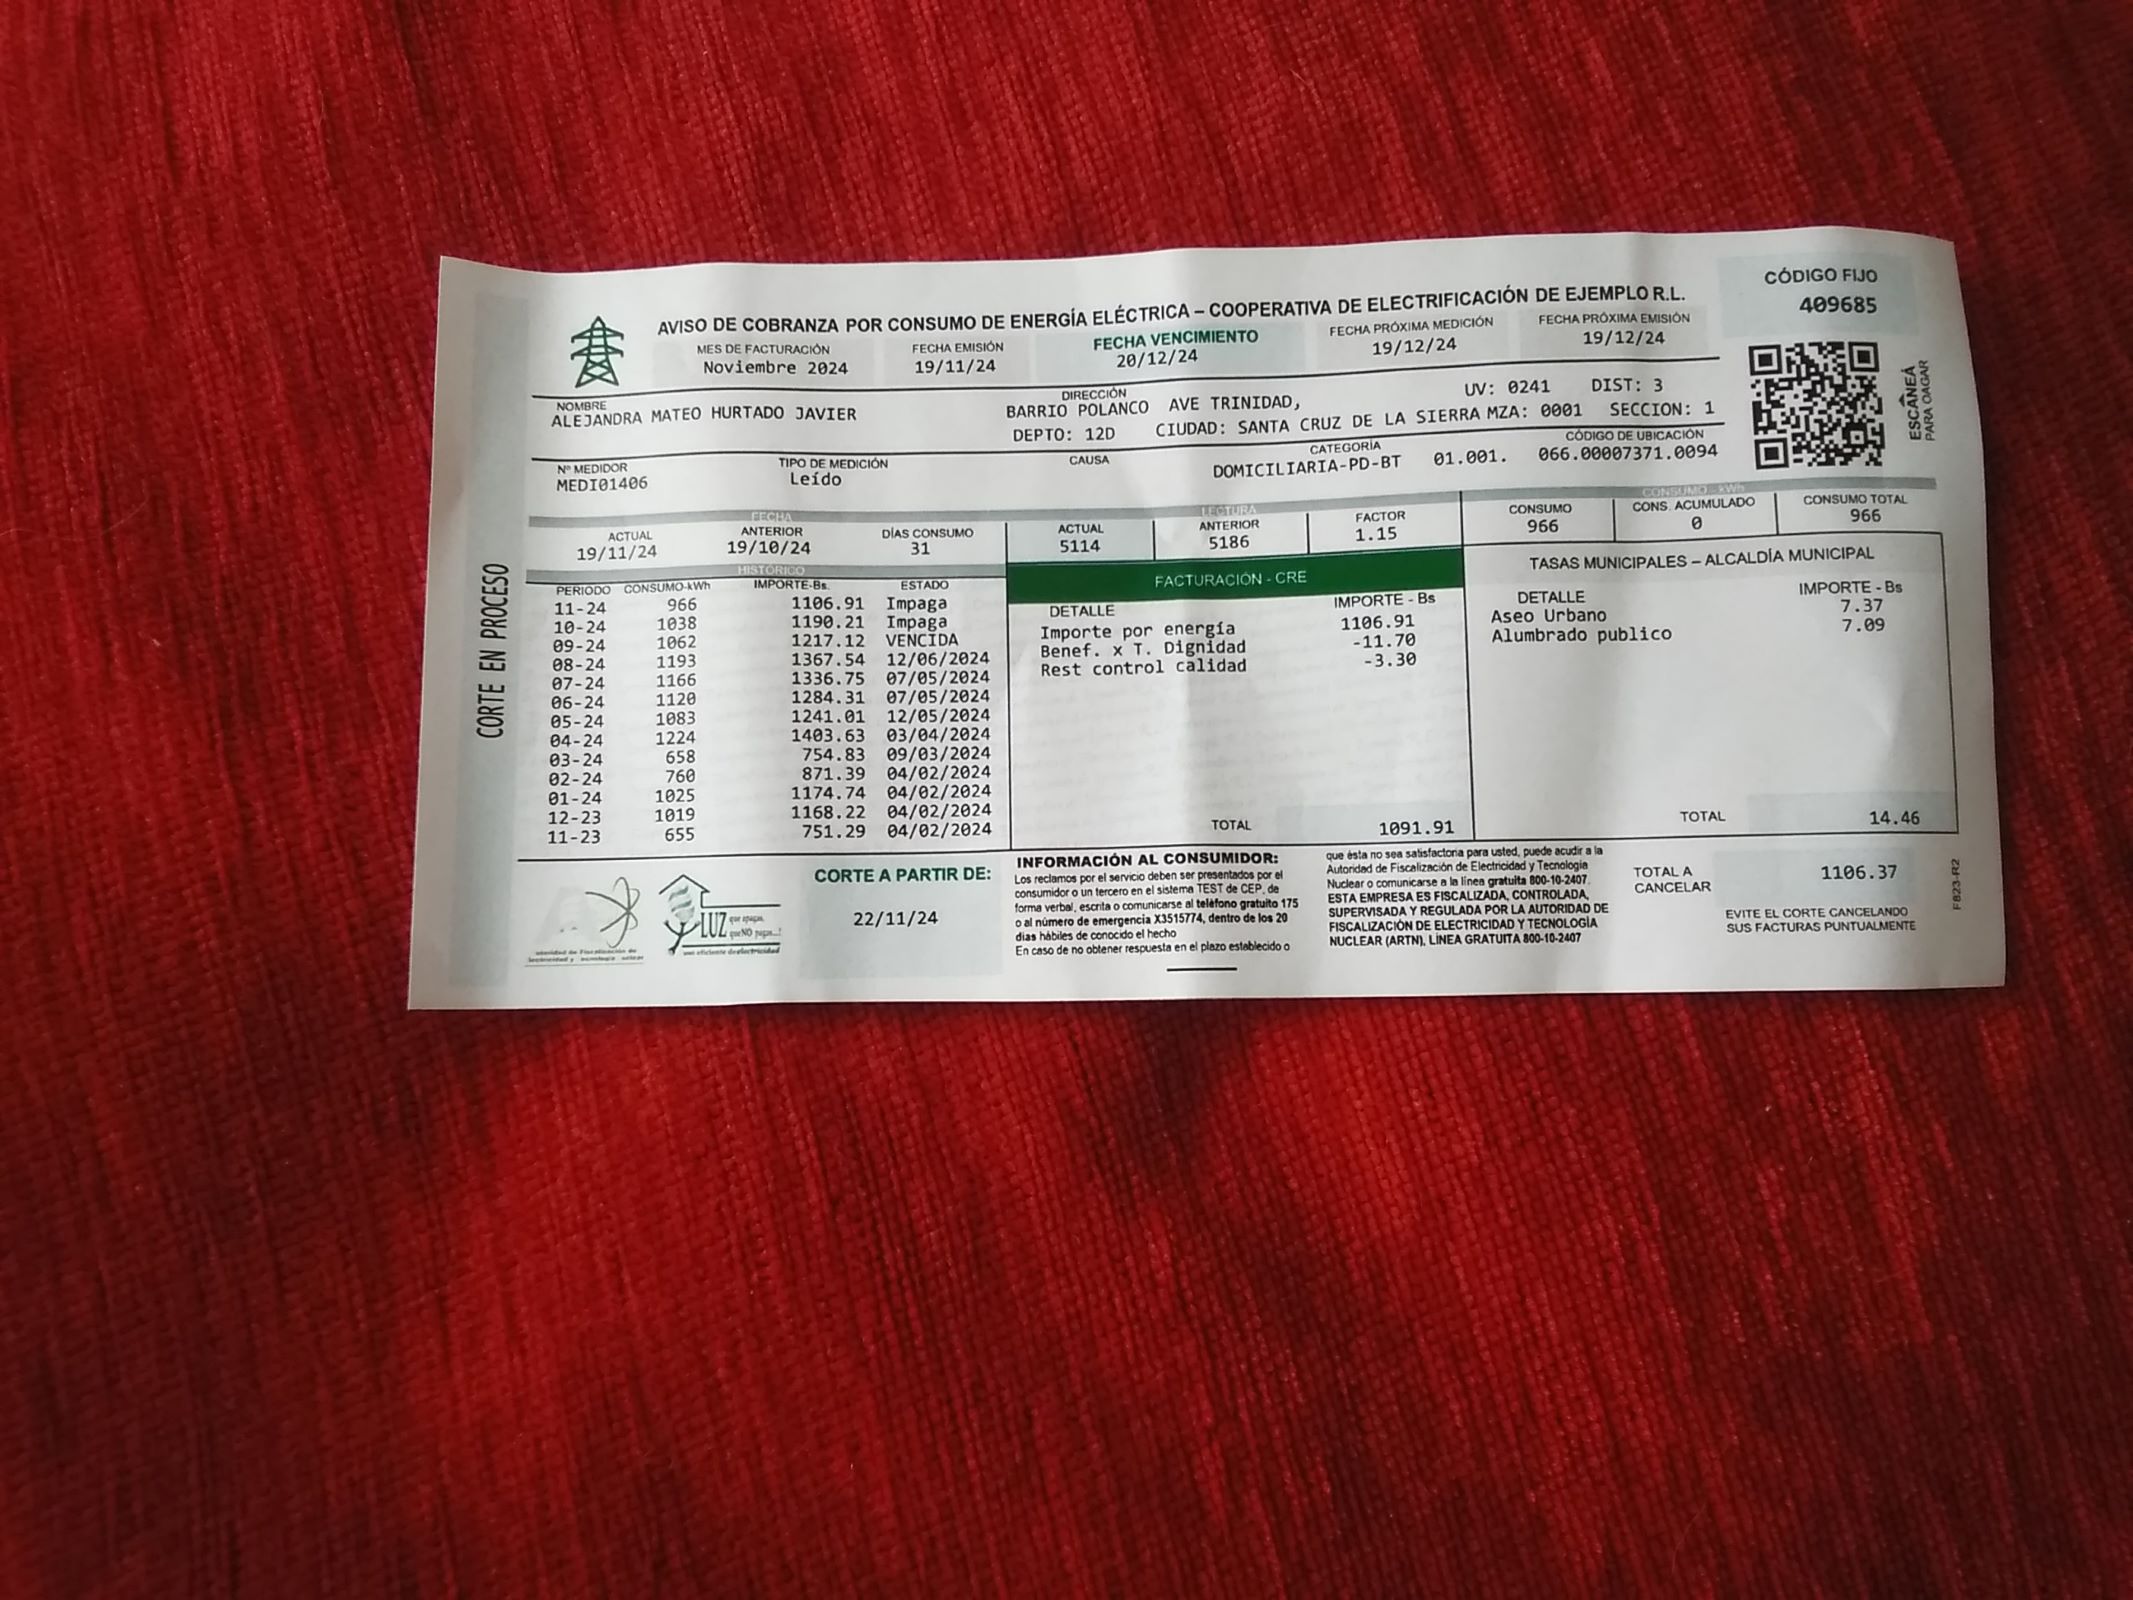 AVISO DE COBRANZA POR CONSUMO DE ENERGÍA ELÉCTRICA – COOPERATIVA DE ELECTRIFICACIÓN DE EJEMPLO R.L.
CÓDIGO FIJO
409685
MES DE FACTURACIÓN FECHA EMISIÓN FECHA VENCIMIENTO FECHA PRÓXIMA MEDICIÓN FECHA PRÓXIMA EMISIÓN
Noviembre 2024 19/11/24 20/12/24 19/12/24 19/12/24
ESCANEÁ
PARA OAGAR
NOMBRE DIRECCIÓN
ALEJANDRA MATEO HURTADO JAVIER BARRIO POLANCO AVE TRINIDAD, UV: 0241 DIST: 3
DEPTO: 12D CIUDAD: SANTA CRUZ DE LA SIERRA MZA: 0001 SECCION: 1
Nº MEDIDOR TIPO DE MEDICIÓN CAUSA CATEGORÍA CÓDIGO DE UBICACIÓN
MEDI01406 Leído DOMICILIARIA-PD-BT 01.001. 066.00007371.0094
FECHA LECTURA CONSUMO - kWh
ACTUAL ANTERIOR DÍAS CONSUMO ACTUAL ANTERIOR FACTOR CONSUMO CONS. ACUMULADO CONSUMO TOTAL
19/11/24 19/10/24 31 5114 5186 1.15 966 0 966
CORTE EN PROCESO
HISTÓRICO
PERIODO CONSUMO-kWh IMPORTE-Bs. ESTADO
11-24 966 1106.91 Impaga
10-24 1038 1190.21 Impaga
09-24 1062 1217.12 VENCIDA
08-24 1193 1367.54 12/06/2024
07-24 1166 1336.75 07/05/2024
06-24 1120 1284.31 07/05/2024
05-24 1083 1241.01 12/05/2024
04-24 1224 1403.63 03/04/2024
03-24 658 754.83 09/03/2024
02-24 760 871.39 04/02/2024
01-24 1025 1174.74 04/02/2024
12-23 1019 1168.22 04/02/2024
11-23 655 751.29 04/02/2024
FACTURACIÓN - CRE
DETALLE IMPORTE - Bs
Importe por energía 1106.91
Benef. x T. Dignidad -11.70
Rest control calidad -3.30
TOTAL 1091.91
TASAS MUNICIPALES – ALCALDÍA MUNICIPAL
DETALLE IMPORTE - Bs
Aseo Urbano 7.37
Alumbrado publico 7.09
TOTAL 14.46
LUZ que apagas,
que NO pagas...!
uso eficiente de electricidad
CORTE A PARTIR DE:
22/11/24
INFORMACIÓN AL CONSUMIDOR:
Los reclamos por el servicio deben ser presentados por el
consumidor o un tercero en el sistema TEST de CEP, de
forma verbal, escrita o comunicarse al teléfono gratuito 175
o al número de emergencia X3515774, dentro de los 20
dias hábiles de conocido el hecho
En caso de no obtener respuesta en el plazo establecido o
que ésta no sea satisfactoria para usted, puede acudir a la
Autoridad de Fiscalización de Electricidad y Tecnología
Nuclear o comunicarse a la línea gratuita 800-10-2407.
ESTA EMPRESA ES FISCALIZADA, CONTROLADA,
SUPERVISADA Y REGULADA POR LA AUTORIDAD DE
FISCALIZACIÓN DE ELECTRICIDAD Y TECNOLOGÍA
NUCLEAR (ARTN), LÍNEA GRATUITA 800-10-2407
TOTAL A
CANCELAR
1106.37
EVITE EL CORTE CANCELANDO
SUS FACTURAS PUNTUALMENTE
F823-R2